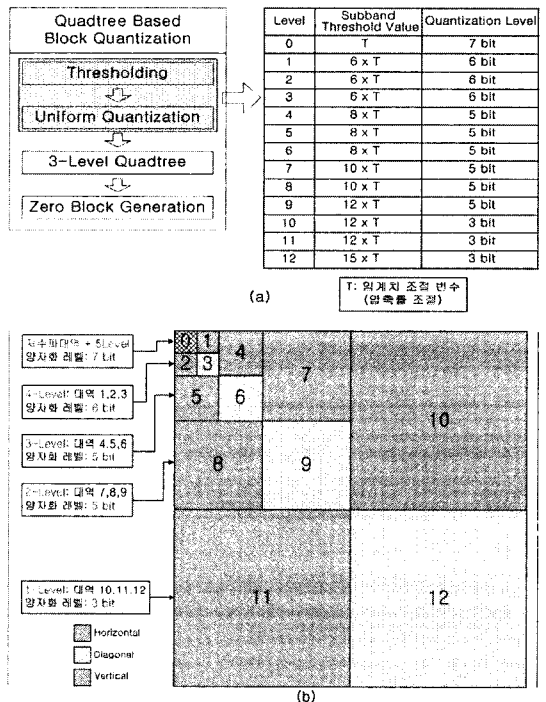 Quadtree Based
Block Quantization
Thresholding
Uniform Quantization
3-Level Quadtree
Zero Block Generation
Level Subband Threshold Value Quantization Level
0 T 7 bit
1 6 x T 6 bit
2 6 x T 6 bit
3 6 x T 6 bit
4 8 x T 5 bit
5 8 x T 5 bit
6 8 x T 5 bit
7 10 x T 5 bit
8 10 x T 5 bit
9 12 x T 5 bit
10 12 x T 3 bit
11 12 x T 3 bit
12 15 x T 3 bit
T: 임계치 조절 변수
(압축률 조절)
(a)
저주파대역 + 5Level
양자화 레벨: 7 bit
4-Level: 대역 1,2,3
양자화 레벨: 6 bit
3-Level: 대역 4,5,6
양자화 레벨: 5 bit
2-Level: 대역 7,8,9
양자화 레벨: 5 bit
1-Level: 대역 10,11,12
양자화 레벨: 3 bit
0 1 4 7 10
2 3
5 6
8 9
11 12
Horizontal
Diagonal
Vertical
(b)